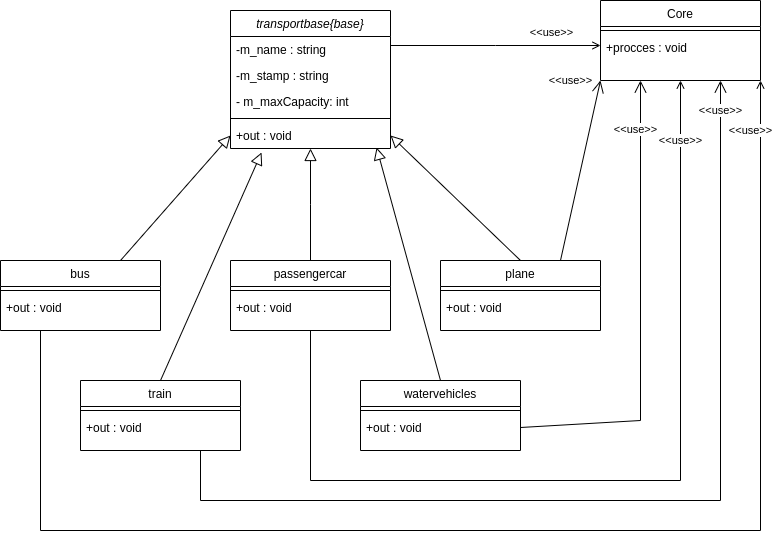 transportbase{base}
-m_name : string
-m_stamp : string
- m_maxCapacity: int
+out : void
Core
+procces : void
<<use>>
<<use>>
<<use>>
<<use>>
<<use>>
<<use>>
bus
+out : void
passengercar
+out : void
plane
+out : void
train
+out : void
watervehicles
+out : void